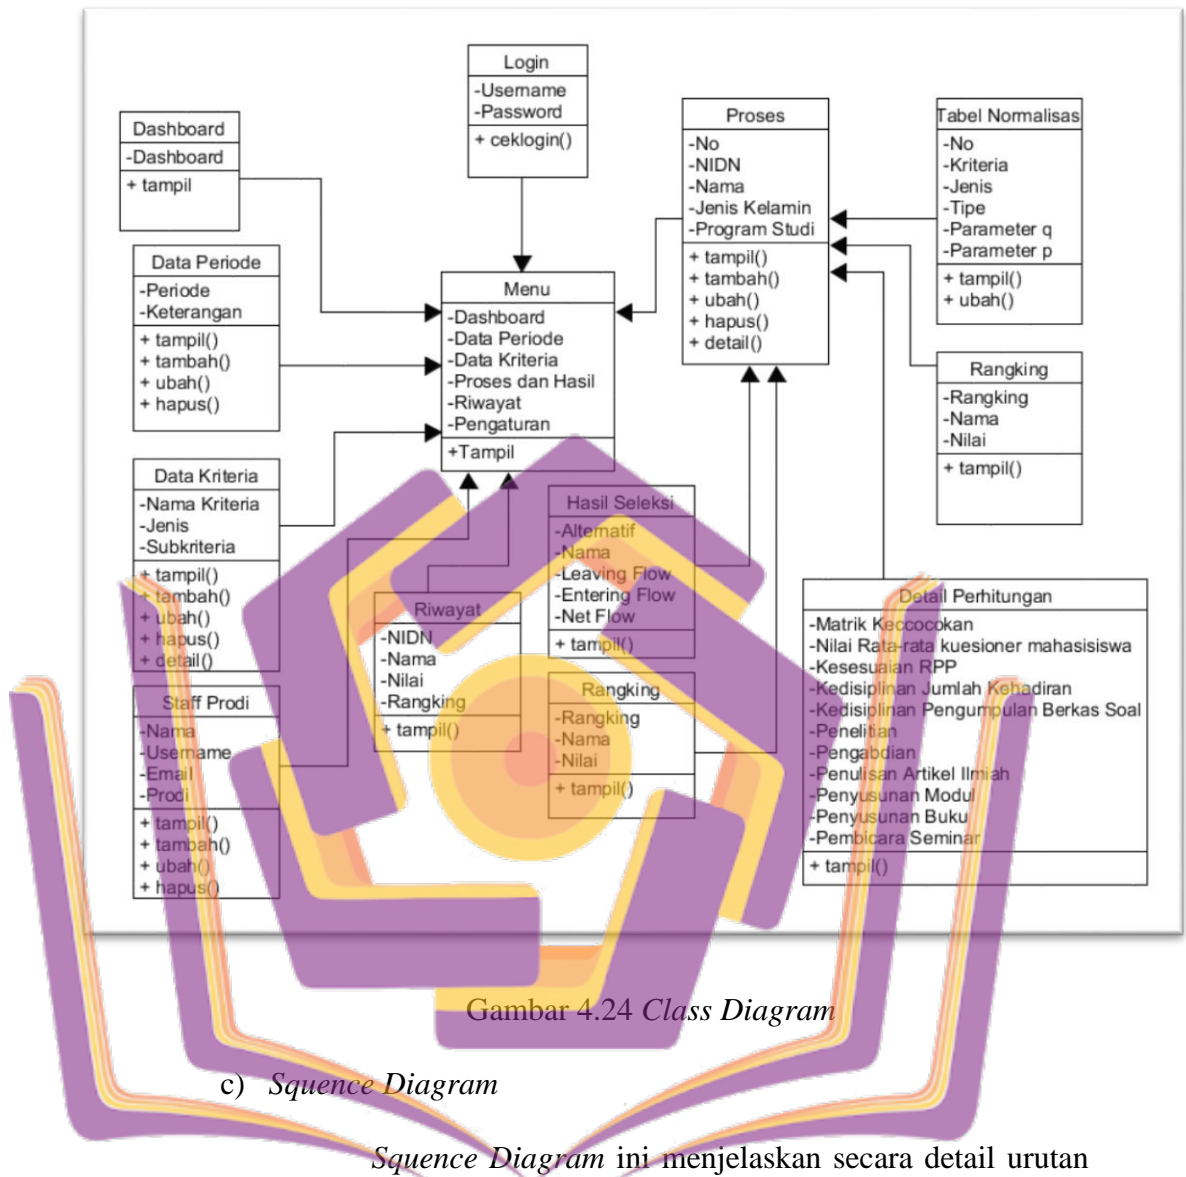 Login
-Username
-Password
+ ceklogin()
Dashboard
-Dashboard
+ tampil
Proses
-No
-NIDN
-Nama
-Jenis Kelamin
-Program Studi
+ tampil()
+ tambah()
+ ubah()
+ hapus()
+ detail()
Tabel Normalisas
-No
-Kriteria
-Jenis
-Tipe
-Parameter q
-Parameter p
+ tampil()
+ ubah()
Data Periode
-Periode
-Keterangan
+ tampil()
+ tambah()
+ ubah()
+ hapus()
Menu
-Dashboard
-Data Periode
-Data Kriteria
-Proses dan Hasil
-Riwayat
-Pengaturan
+Tampil
Rangking
-Rangking
-Nama
-Nilai
+ tampil()
Data Kriteria
-Nama Kriteria
-Jenis
-Subkriteria
+ tampil()
+ tambah()
+ ubah()
+ hapus()
+ detail()
Hasil Seleksi
-Alternatif
-Nama
-Leaving Flow
-Entering Flow
-Net Flow
+ tampil()
Riwayat
-NIDN
-Nama
-Nilai
-Rangking
+ tampil()
Detail Perhitungan
-Matrik Keccocokan
-Nilai Rata-rata kuesioner mahasisiswa
-Kesesuaian RPP
-Kedisiplinan Jumlah Kehadiran
-Kedisiplinan Pengumpulan Berkas Soal
-Penelitian
-Pengabdian
-Penulisan Artikel Ilmiah
-Penyusunan Modul
-Penyusunan Buku
-Pembicara Seminar
+ tampil()
Staff Prodi
-Nama
-Username
-Email
-Prodi
+ tampil()
+ tambah()
+ ubah()
+ hapus()
Rangking
-Rangking
-Nama
-Nilai
+ tampil()
Gambar 4.24 Class Diagram
c) Squence Diagram
Squence Diagram ini menjelaskan secara detail urutan